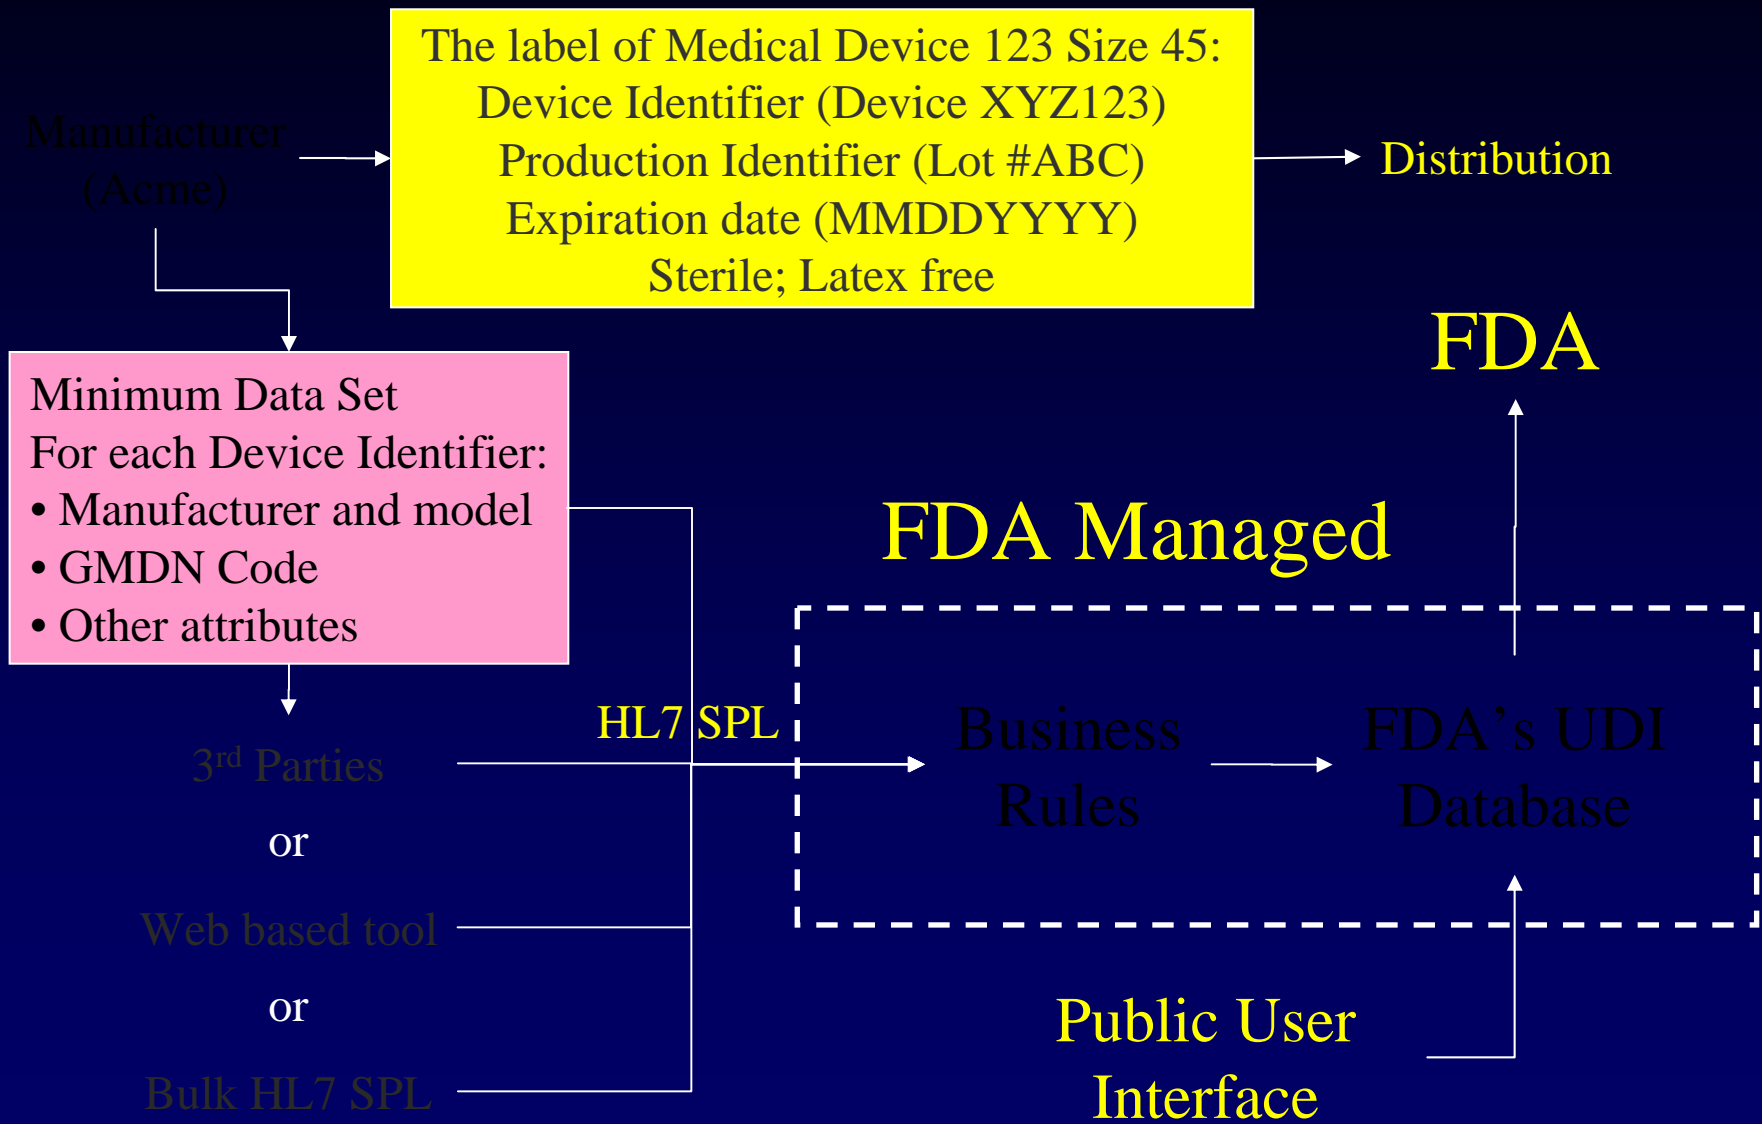 The label of Medical Device 123 Size 45:
Device Identifier (Device XYZ123)
Production Identifier (Lot #ABC)
Expiration date (MMDDYYYY)
Sterile; Latex free
Manufacturer
(Acme)
Distribution
FDA
Minimum Data Set
For each Device Identifier:
• Manufacturer and model
• GMDN Code
• Other attributes
FDA Managed
HL7 SPL
3rd Parties
or
Web based tool
or
Bulk HL7 SPL
Business
Rules
FDA's UDI
Database
Public User
Interface